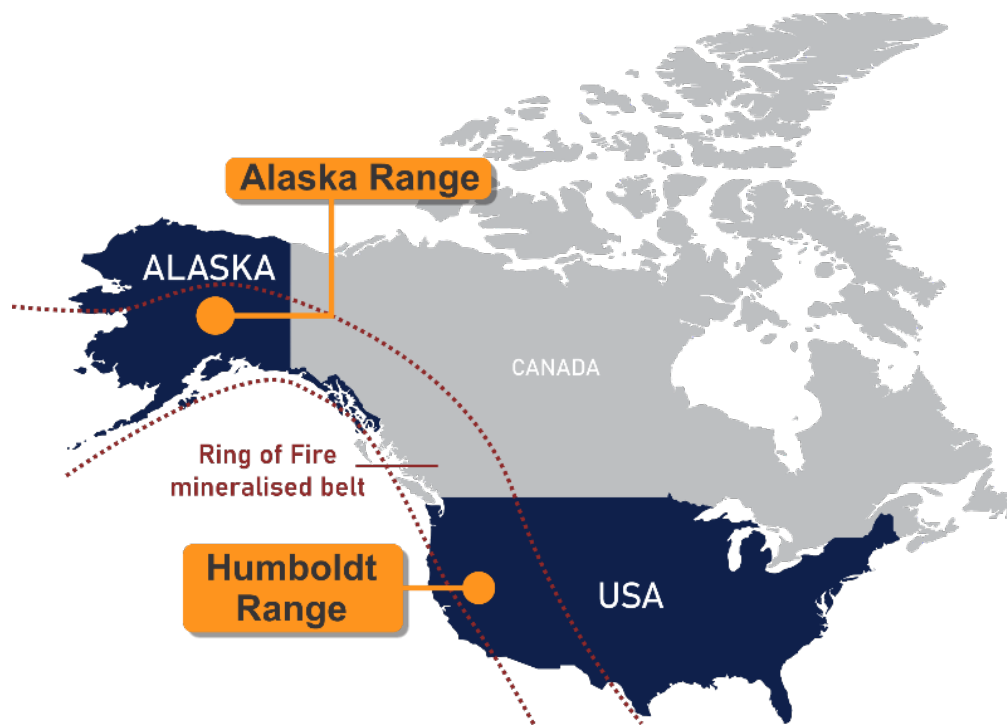 Alaska Range
ALASKA
CANADA
Ring of Fire
mineralised belt
Humboldt
Range
USA